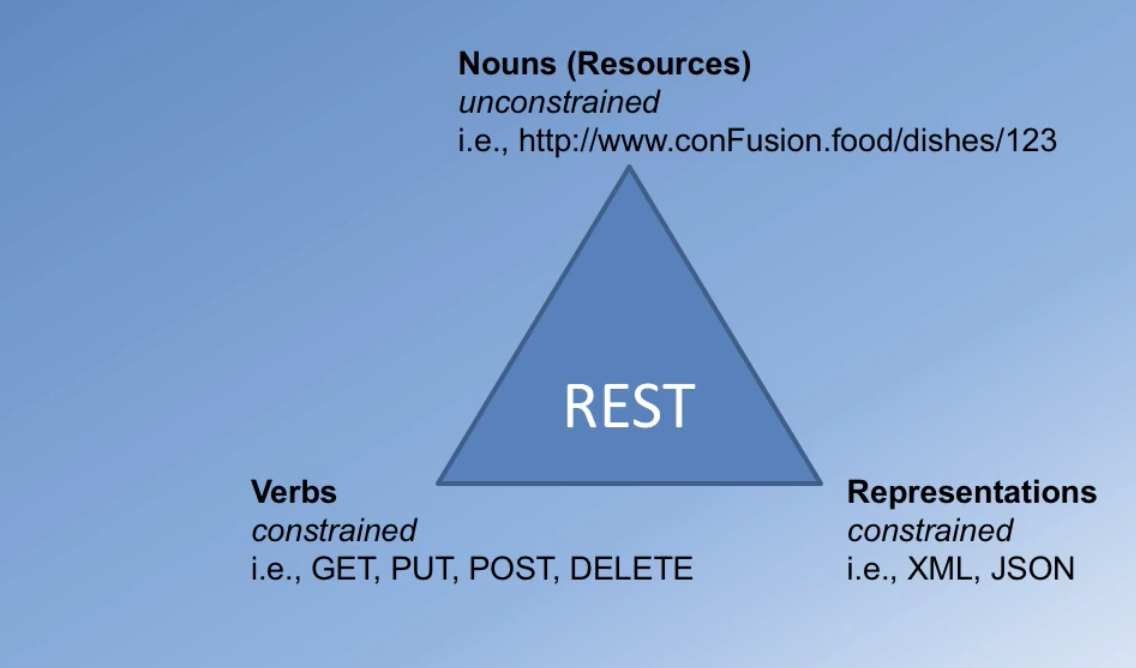 Nouns (Resources)
unconstrained
i.e., http://www.conFusion.food/dishes/123
REST
Verbs
constrained
i.e., GET, PUT, POST, DELETE
Representations
constrained
i.e., XML, JSON